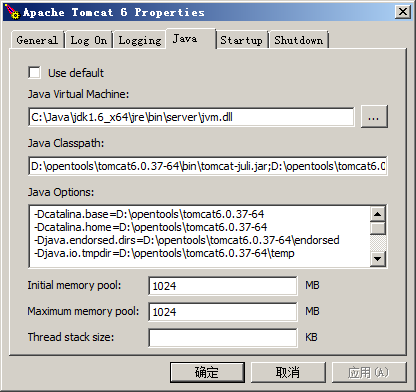 Apache Tomcat 6 Properties
General Log On Logging Java Startup Shutdown
Use default
Java Virtual Machine:
C:\Java\jdk1.6_x64\jre\bin\server\jvm.dll ...
Java Classpath:
D:\opentools\tomcat6.0.37-64\bin\tomcat-juli.jar;D:\opentools\tomcat6.0
Java Options:
-Dcatalina.base=D:\opentools\tomcat6.0.37-64
-Dcatalina.home=D:\opentools\tomcat6.0.37-64
-Djava.endorsed.dirs=D:\opentools\tomcat6.0.37-64\endorsed
-Djava.io.tmpdir=D:\opentools\tomcat6.0.37-64\temp
Initial memory pool: 1024 MB
Maximum memory pool: 1024 MB
Thread stack size: KB
确定 取消 应用(A)